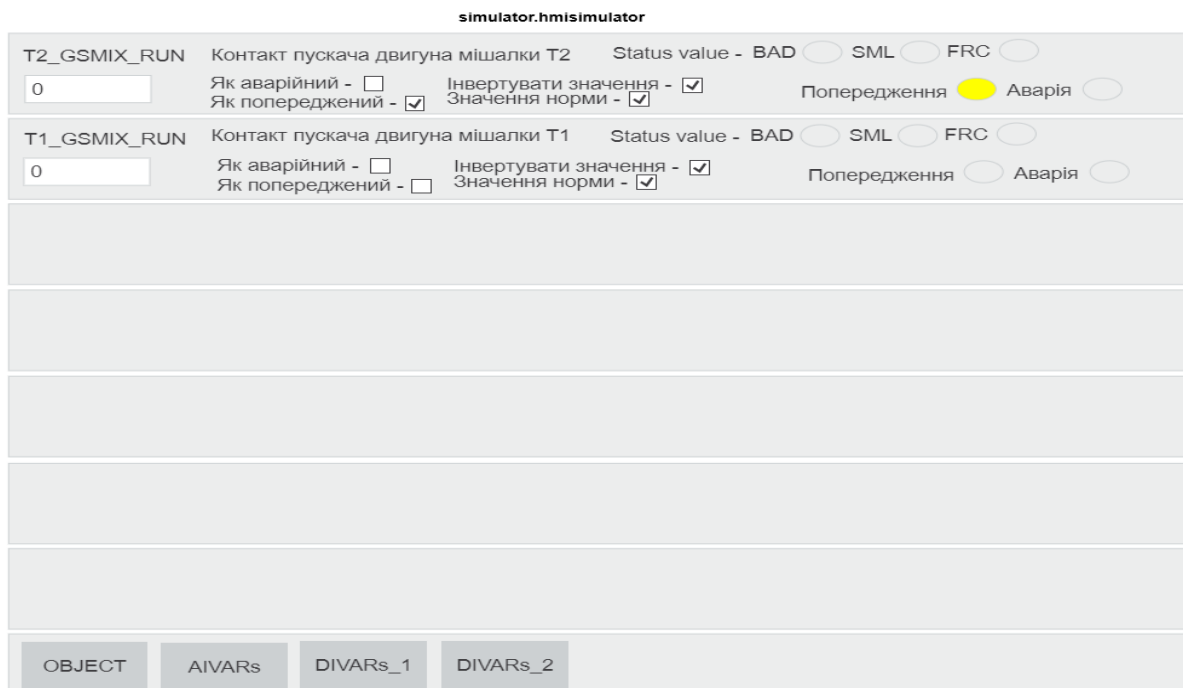 simulator.hmisimulator
T2_GSMIX_RUN Контакт пускача двигуна мішалки T2 Status value - BAD SML FRC
0 Як аварійний - Інвертувати значення -
Як попереджений - Значення норми - Попередження Аварія
T1_GSMIX_RUN Контакт пускача двигуна мішалки T1 Status value - BAD SML FRC
0 Як аварійний - Інвертувати значення -
Як попереджений - Значення норми - Попередження Аварія
OBJECT AIVARs DIVARs_1 DIVARs_2